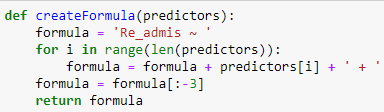 def createFormula(predictors):
    formula = 'Re_admis ~ '
    for i in range(len(predictors)):
        formula = formula + predictors[i] + ' + '
    formula = formula[:-3]
    return formula